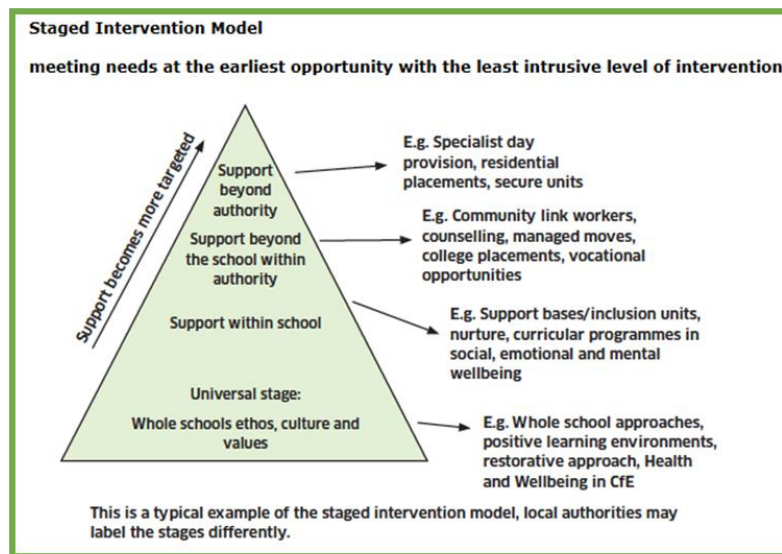 Staged Intervention Model
meeting needs at the earliest opportunity with the least intrusive level of intervention
Support becomes more targeted
Support
beyond
authority
E.g. Specialist day
provision, residential
placements, secure units
Support beyond
the school within
authority
E.g. Community link workers,
counselling, managed moves,
college placements, vocational
opportunities
Support within school
E.g. Support bases/inclusion units,
nurture, curricular programmes in
social, emotional and mental
wellbeing
Universal stage:
Whole schools ethos, culture and
values
E.g. Whole school approaches,
positive learning environments,
restorative approach, Health
and Wellbeing in CfE
This is a typical example of the staged intervention model, local authorities may
label the stages differently.